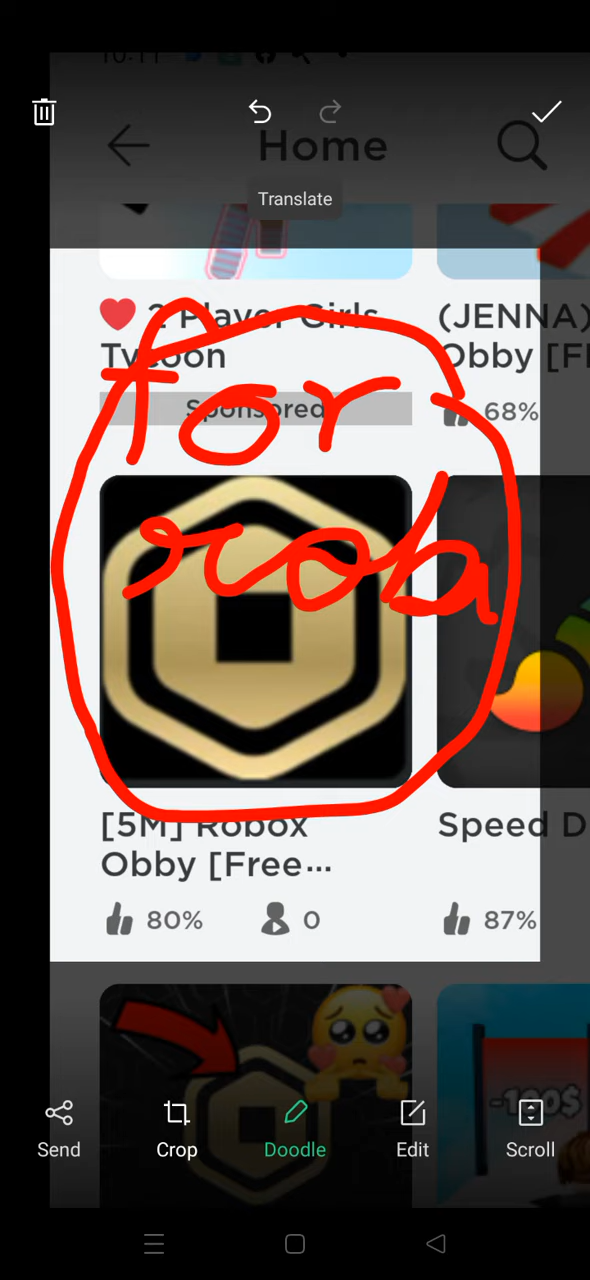 Home
Translate
2 Player Girls
Tycoon
(JENNA)
Obby [F
Sponsored
68%
for
roba
[5M] Robox
Obby [Free...
80%
0
Speed D
87%
-190$
Send
Crop
Doodle
Edit
Scroll